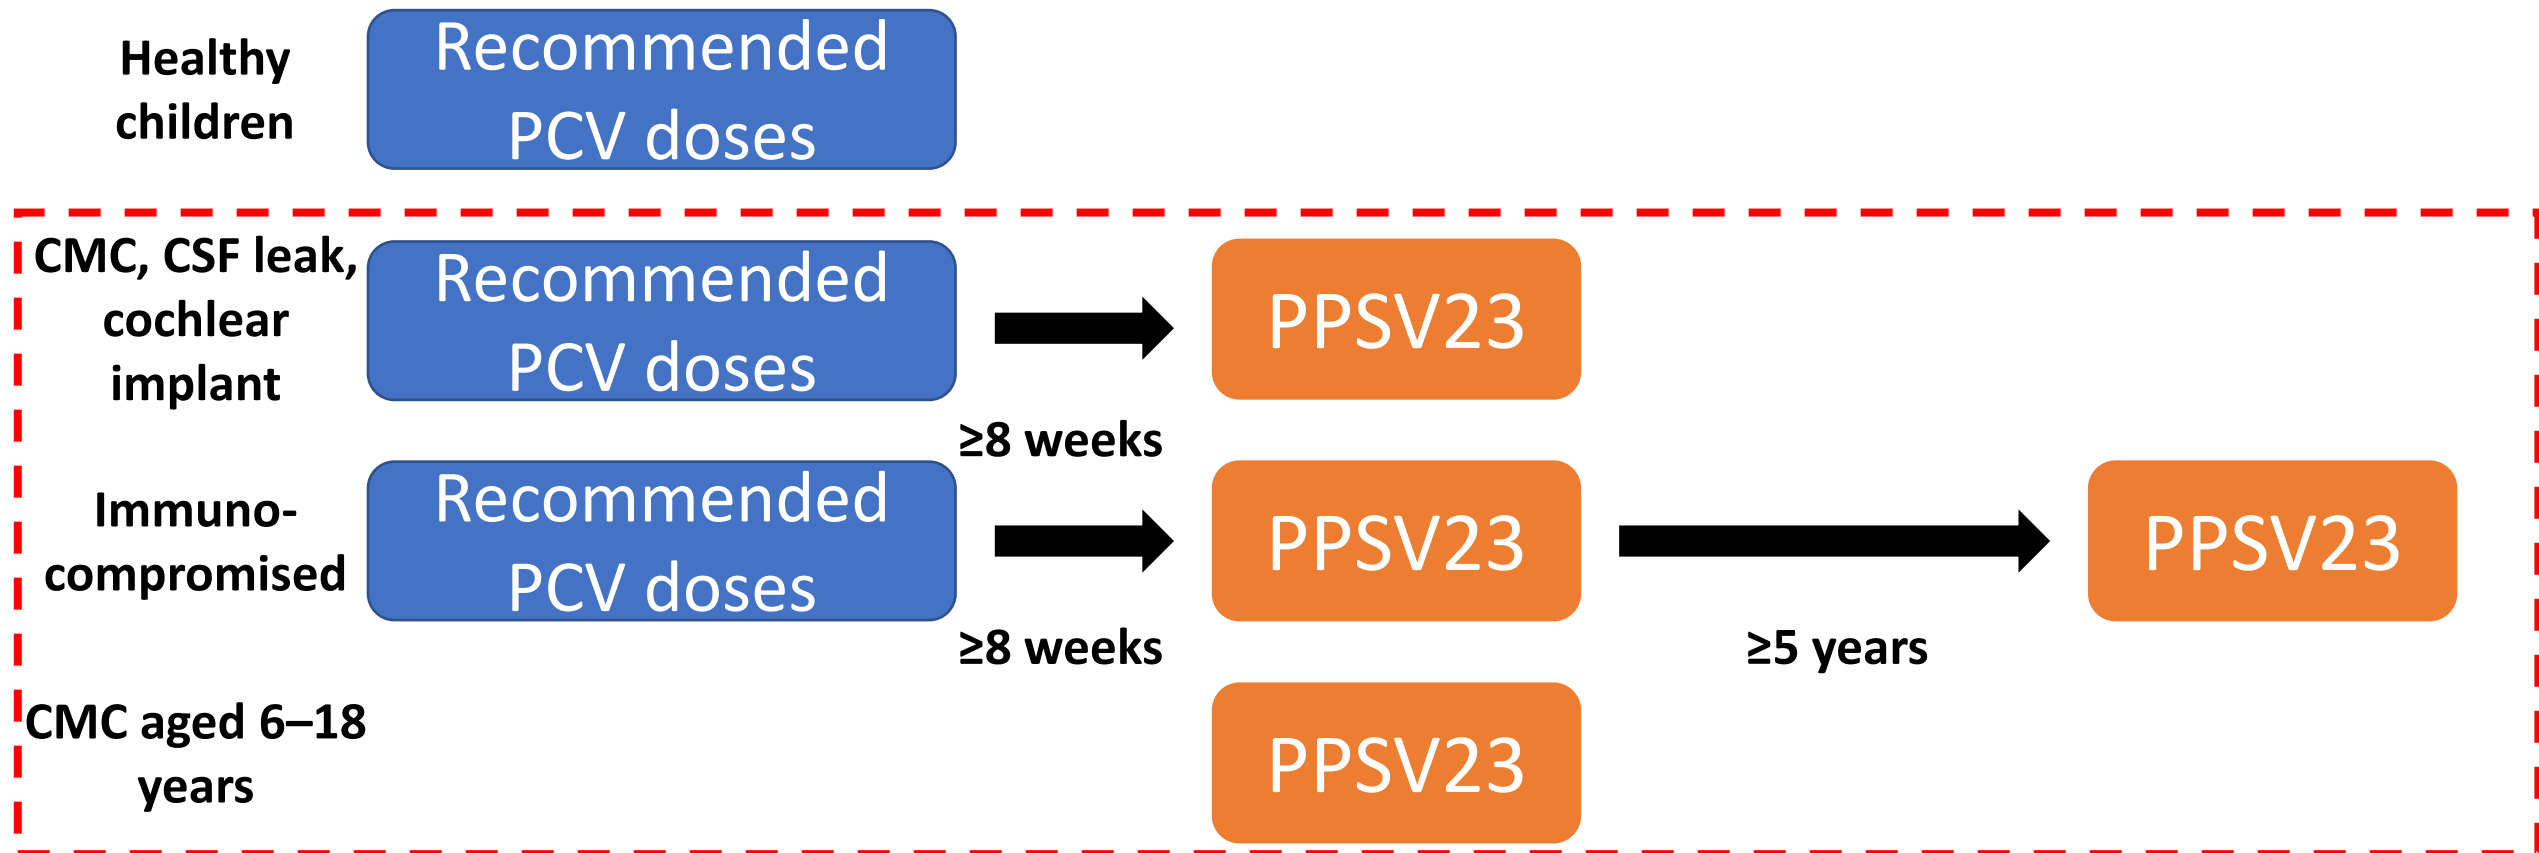 Healthy
children
Recommended
PCV doses
CMC, CSF leak,
cochlear
implant
Recommended
PCV doses
≥8 weeks
PPSV23
Immuno-
compromised
Recommended
PCV doses
≥8 weeks
PPSV23
≥5 years
PPSV23
CMC aged 6–18
years
PPSV23